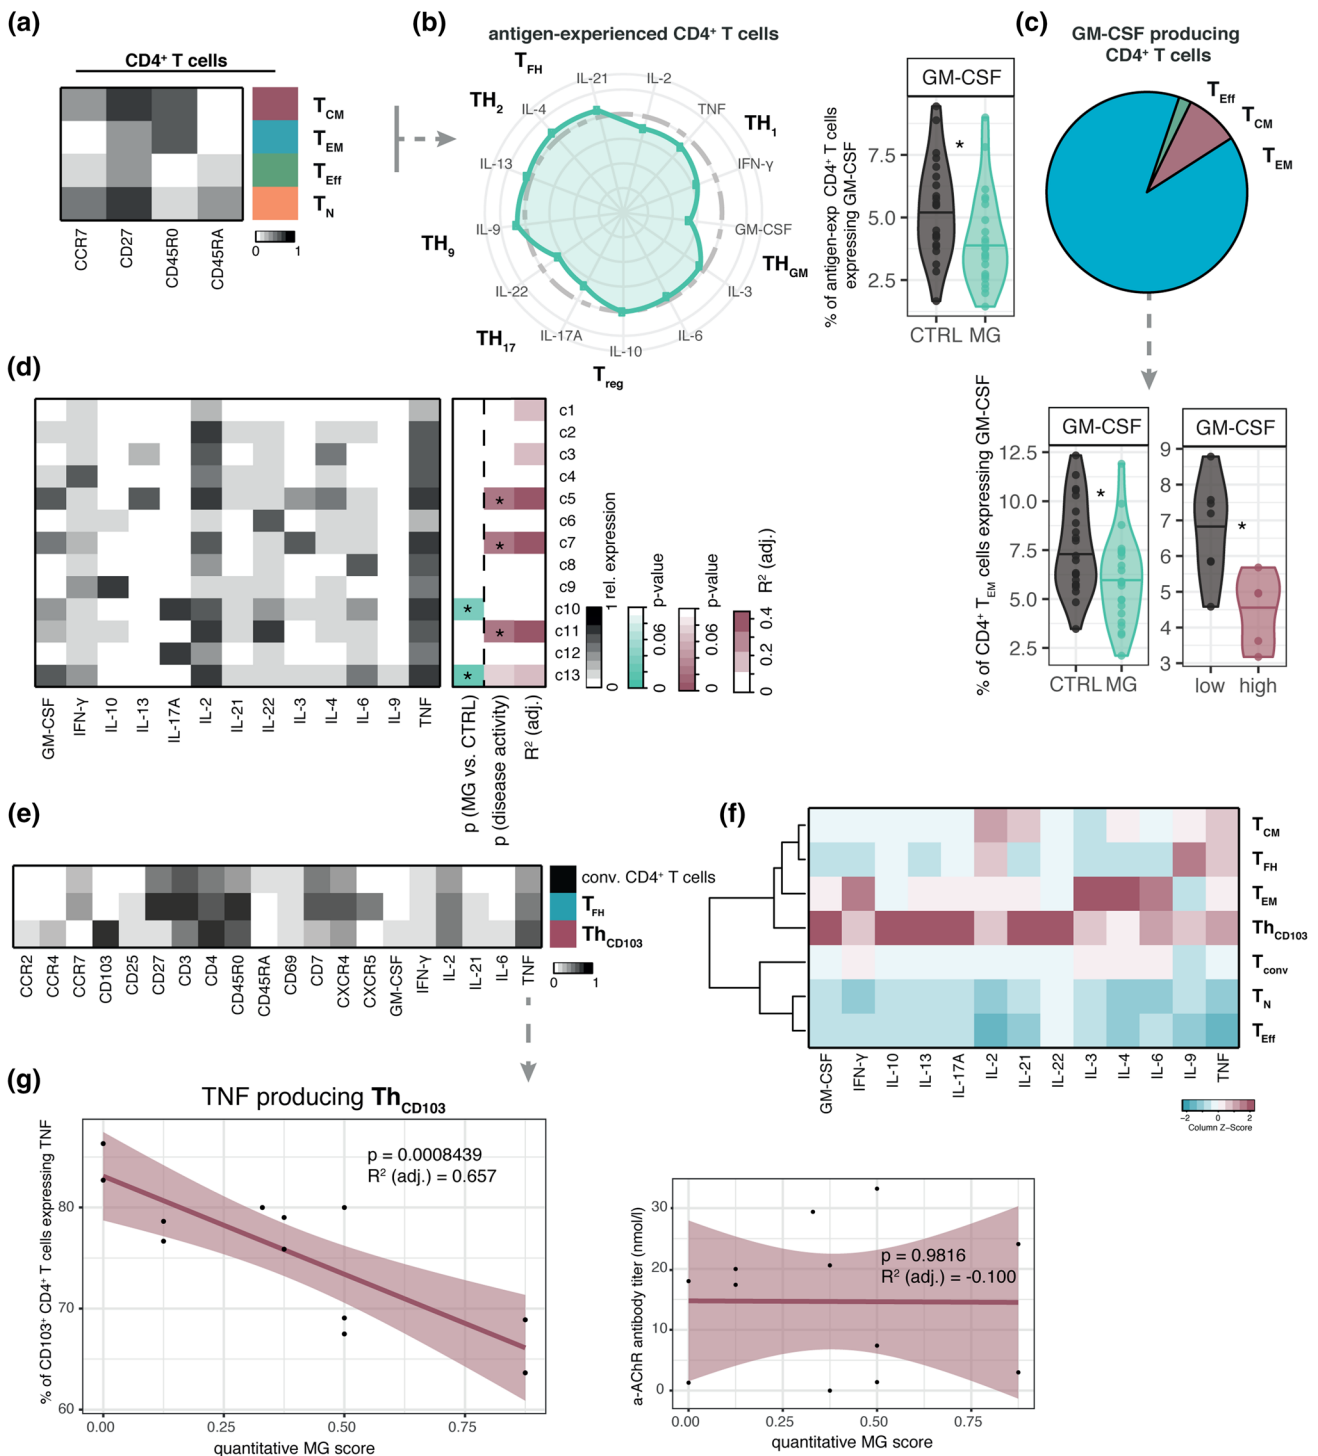 (a)
CD4⁺ T cells
T_CM
T_EM
T_Eff
T_N
0 1
CCR7
CD27
CD45R0
CD45RA
(b)
antigen-experienced CD4⁺ T cells
T_FH
TH_2
TH_1
TH_9
TH_GM
TH_17
T_reg
IL-21
IL-2
TNF
IFN-γ
GM-CSF
IL-3
IL-6
IL-10
IL-17A
IL-22
IL-9
IL-13
IL-4
% of antigen-exp CD4⁺ T cells
expressing GM-CSF
GM-CSF
7.5
5.0
2.5
*
CTRL MG
(c)
GM-CSF producing
CD4⁺ T cells
T_Eff
T_CM
T_EM
% of CD4⁺ T_EM cells expressing GM-CSF
GM-CSF
12.5
10.0
7.5
5.0
2.5
*
CTRL MG
GM-CSF
9
8
7
6
5
4
3
*
low high
(d)
c1
c2
c3
c4
c5
c6
c7
c8
c9
c10
c11
c12
c13
*
*
*
*
*
GM-CSF
IFN-γ
IL-10
IL-13
IL-17A
IL-2
IL-21
IL-22
IL-3
IL-4
IL-6
IL-9
TNF
p (MG vs. CTRL)
p (disease activity)
R² (adj.)
0 1 rel. expression
0 0.06 p-value
0 0.06 p-value
0 0.2 0.4 R² (adj.)
(e)
conv. CD4⁺ T cells
T_FH
Th_CD103
0 1
CCR2
CCR4
CCR7
CD103
CD25
CD27
CD3
CD4
CD45R0
CD45RA
CD69
CD7
CXCR4
CXCR5
GM-CSF
IFN-γ
IL-2
IL-21
IL-6
TNF
(f)
T_CM
T_FH
T_EM
Th_CD103
T_conv
T_N
T_Eff
GM-CSF
IFN-γ
IL-10
IL-13
IL-17A
IL-2
IL-21
IL-22
IL-3
IL-4
IL-6
IL-9
TNF
−2 0 2
Column Z−Score
(g)
TNF producing Th_CD103
p = 0.0008439
R² (adj.) = 0.657
% of CD103⁺ CD4⁺ T cells expressing TNF
80
70
60
0.00 0.25 0.50 0.75
quantitative MG score
p = 0.9816
R² (adj.) = -0.100
a-AChR antibody titer (nmol/l)
30
20
10
0
0.00 0.25 0.50 0.75
quantitative MG score